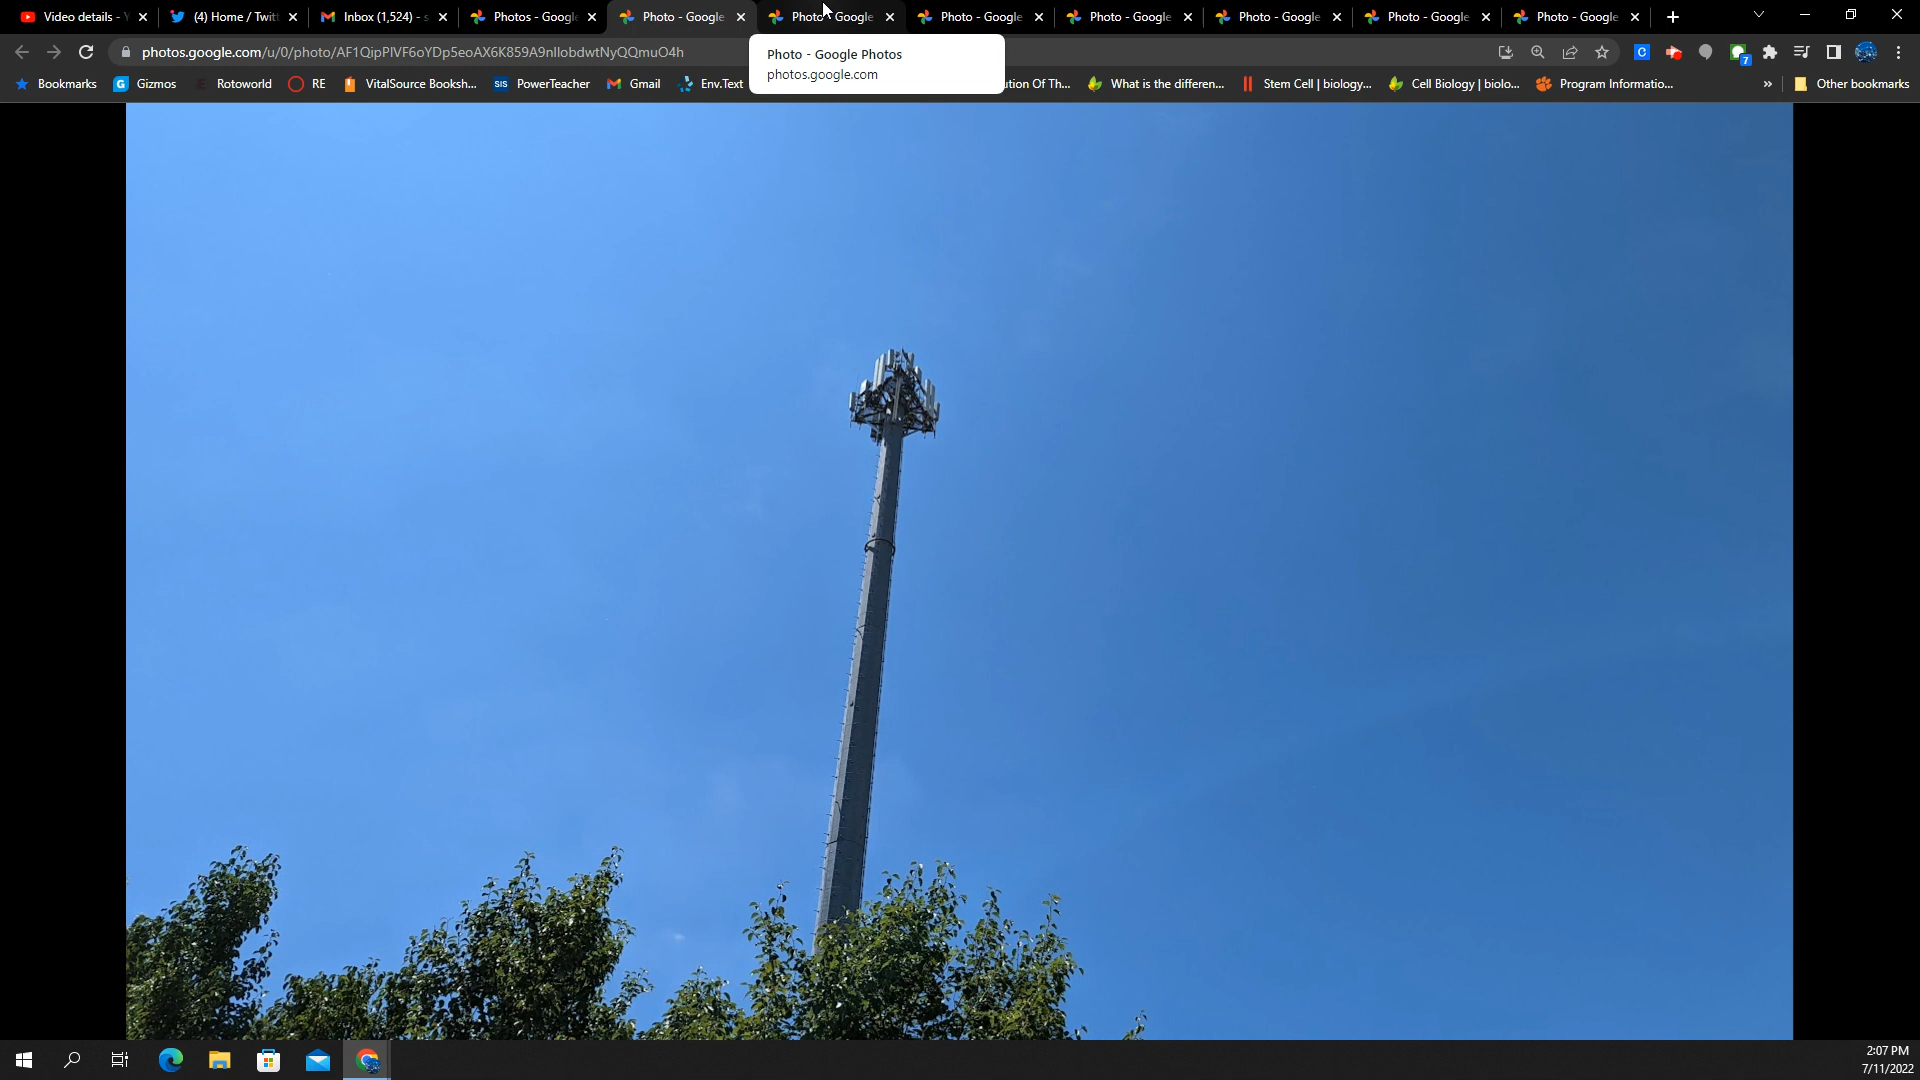 Video details - Y
(4) Home / Twitt
Inbox (1,524) - s
Photos - Google
Photo - Google
Photo - Google
Photo - Google
Photo - Google
Photo - Google
Photo - Google
Photo - Google
photos.google.com/u/0/photo/AF1QipPlVF6oYDp5eoAX6K859A9nIlobdwtNyQQmuO4h
Photo - Google Photos
photos.google.com
C
7
Bookmarks
G Gizmos
Rotoworld
RE
VitalSource Booksh...
SIS PowerTeacher
Gmail
Env.Text
ution Of Th...
What is the differen...
Stem Cell | biology...
Cell Biology | biolo...
Program Informatio...
»
Other bookmarks
2:07 PM
7/11/2022